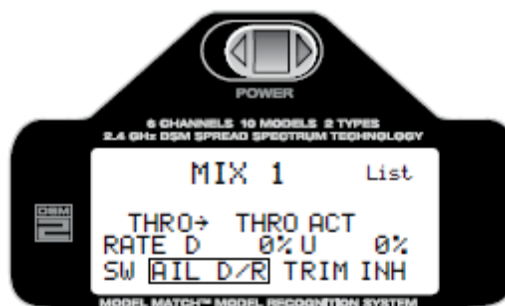 POWER
6 CHANNELS 10 MODELS 2 TYPES
2.4 GHz DSM SPREAD SPECTRUM TECHNOLOGY
MIX 1 List
DSM
2
THRO→ THRO ACT
RATE D 0% U 0%
SW AIL D/R TRIM INH
MODEL MATCH™ MODEL RECOGNITION SYSTEM